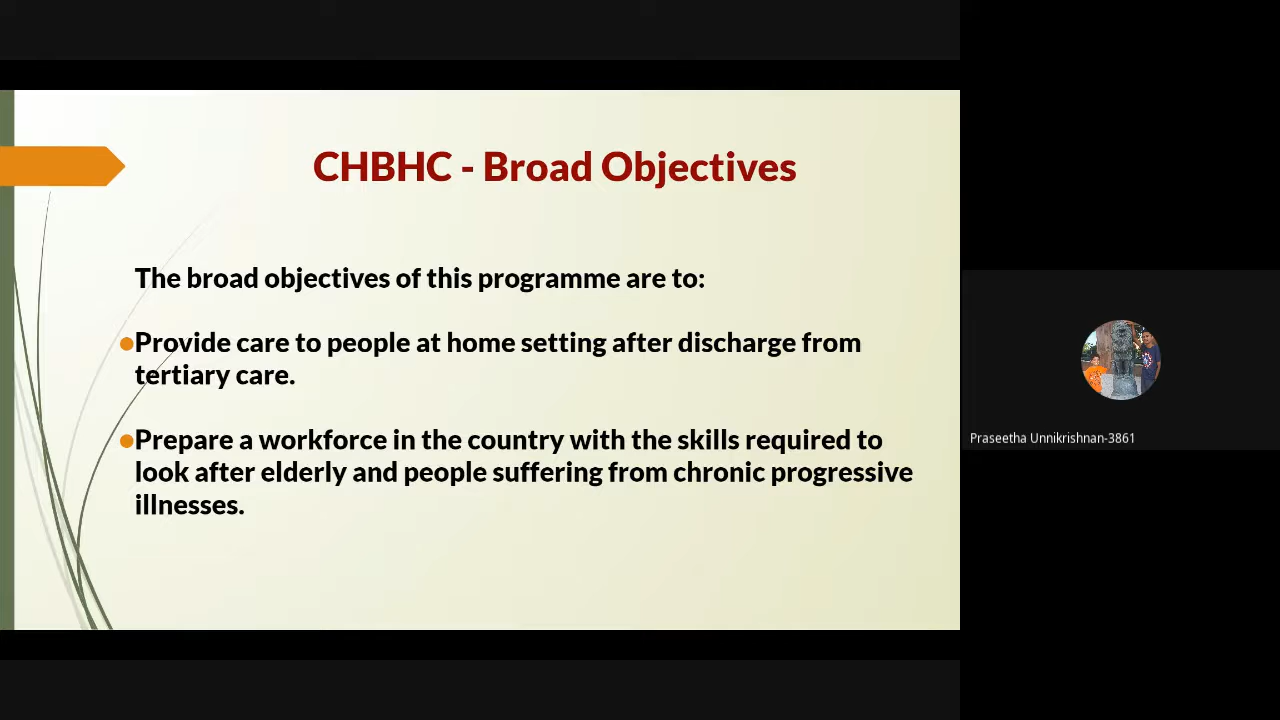 CHBHC - Broad Objectives
The broad objectives of this programme are to:
Provide care to people at home setting after discharge from
tertiary care.
Prepare a workforce in the country with the skills required to
look after elderly and people suffering from chronic progressive
illnesses.
Praseetha Unnikrishnan-3861